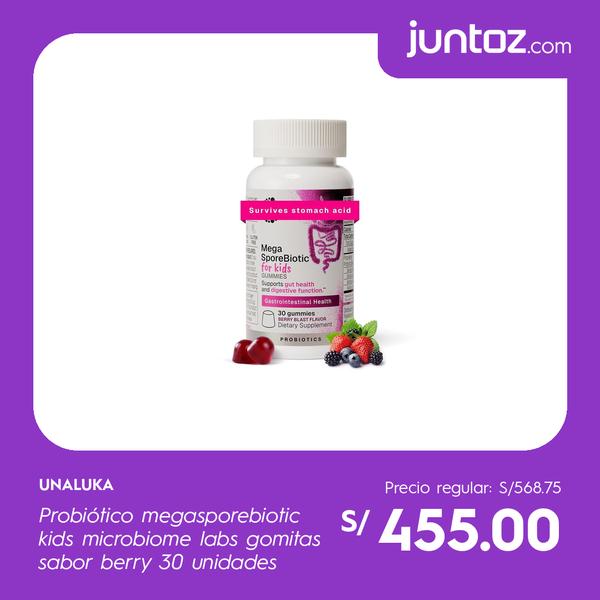 juntoz.com
Survives stomach acid
Mega
SporeBiotic
for kids
GUMMIES
Supports gut health
and digestive function.
Gastrointestinal Health
30 gummies
BERRY BLAST FLAVOR
Dietary Supplement
PROBIOTICS
UNALUKA
Probiótico megasporebiotic
kids microbiome labs gomitas
sabor berry 30 unidades
Precio regular: S/568.75
S/ 455.00